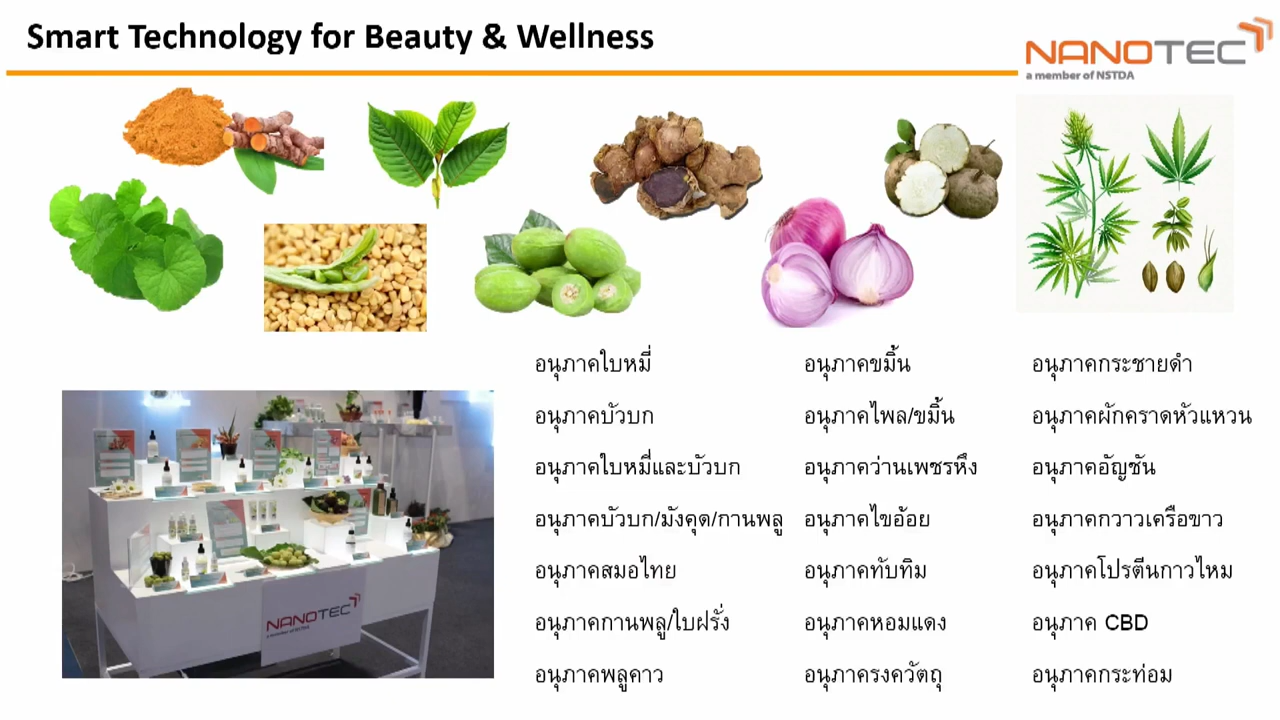 Smart Technology for Beauty & Wellness
NANOTEC
a member of NSTDA
อนุภาคใบหมี่
อนุภาคบัวบก
อนุภาคใบหมี่และบัวบก
อนุภาคบัวบก/มังคุด/กานพลู
อนุภาคสมอไทย
อนุภาคกานพลู/ใบฝรั่ง
อนุภาคพลูคาว
อนุภาคขมิ้น
อนุภาคไพล/ขมิ้น
อนุภาคว่านเพชรหึง
อนุภาคไขอ้อย
อนุภาคทับทิม
อนุภาคหอมแดง
อนุภาครงควัตถุ
อนุภาคกระชายดำ
อนุภาคผักคราดหัวแหวน
อนุภาคอัญชัน
อนุภาคกวาวเครือขาว
อนุภาคโปรตีนกาวไหม
อนุภาค CBD
อนุภาคกระท่อม
NANOTEC
a member of NSTDA